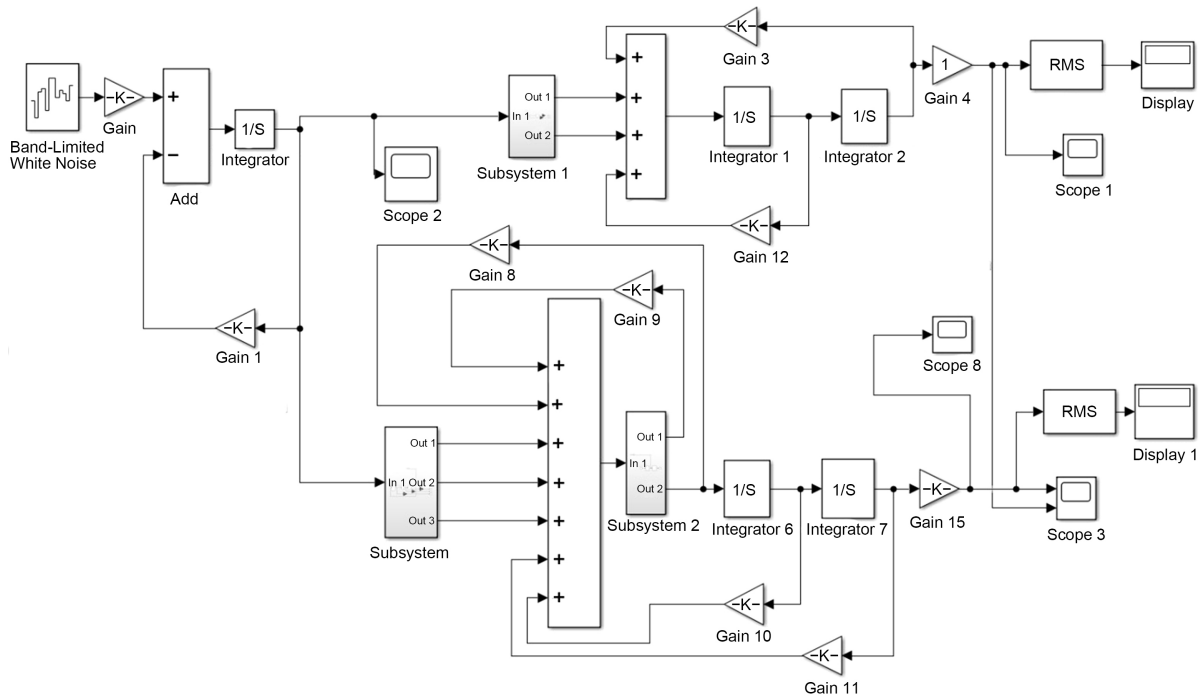 –K–
Gain 3
1
Gain 4
RMS
Display
Band-Limited
White Noise
–K–
Gain
+
−
Add
1/S
Integrator
Scope 2
Out 1
In 1
Out 2
Subsystem 1
+
+
+
+
1/S
Integrator 1
1/S
Integrator 2
Scope 1
–K–
Gain 12
–K–
Gain 8
–K–
Gain 9
–K–
Gain 1
Scope 8
+
+
+
+
+
+
+
Out 1
In 1 Out 2
Out 3
Subsystem
Out 1
In 1
Out 2
Subsystem 2
1/S
Integrator 6
1/S
Integrator 7
–K–
Gain 15
RMS
Display 1
Scope 3
–K–
Gain 10
–K–
Gain 11